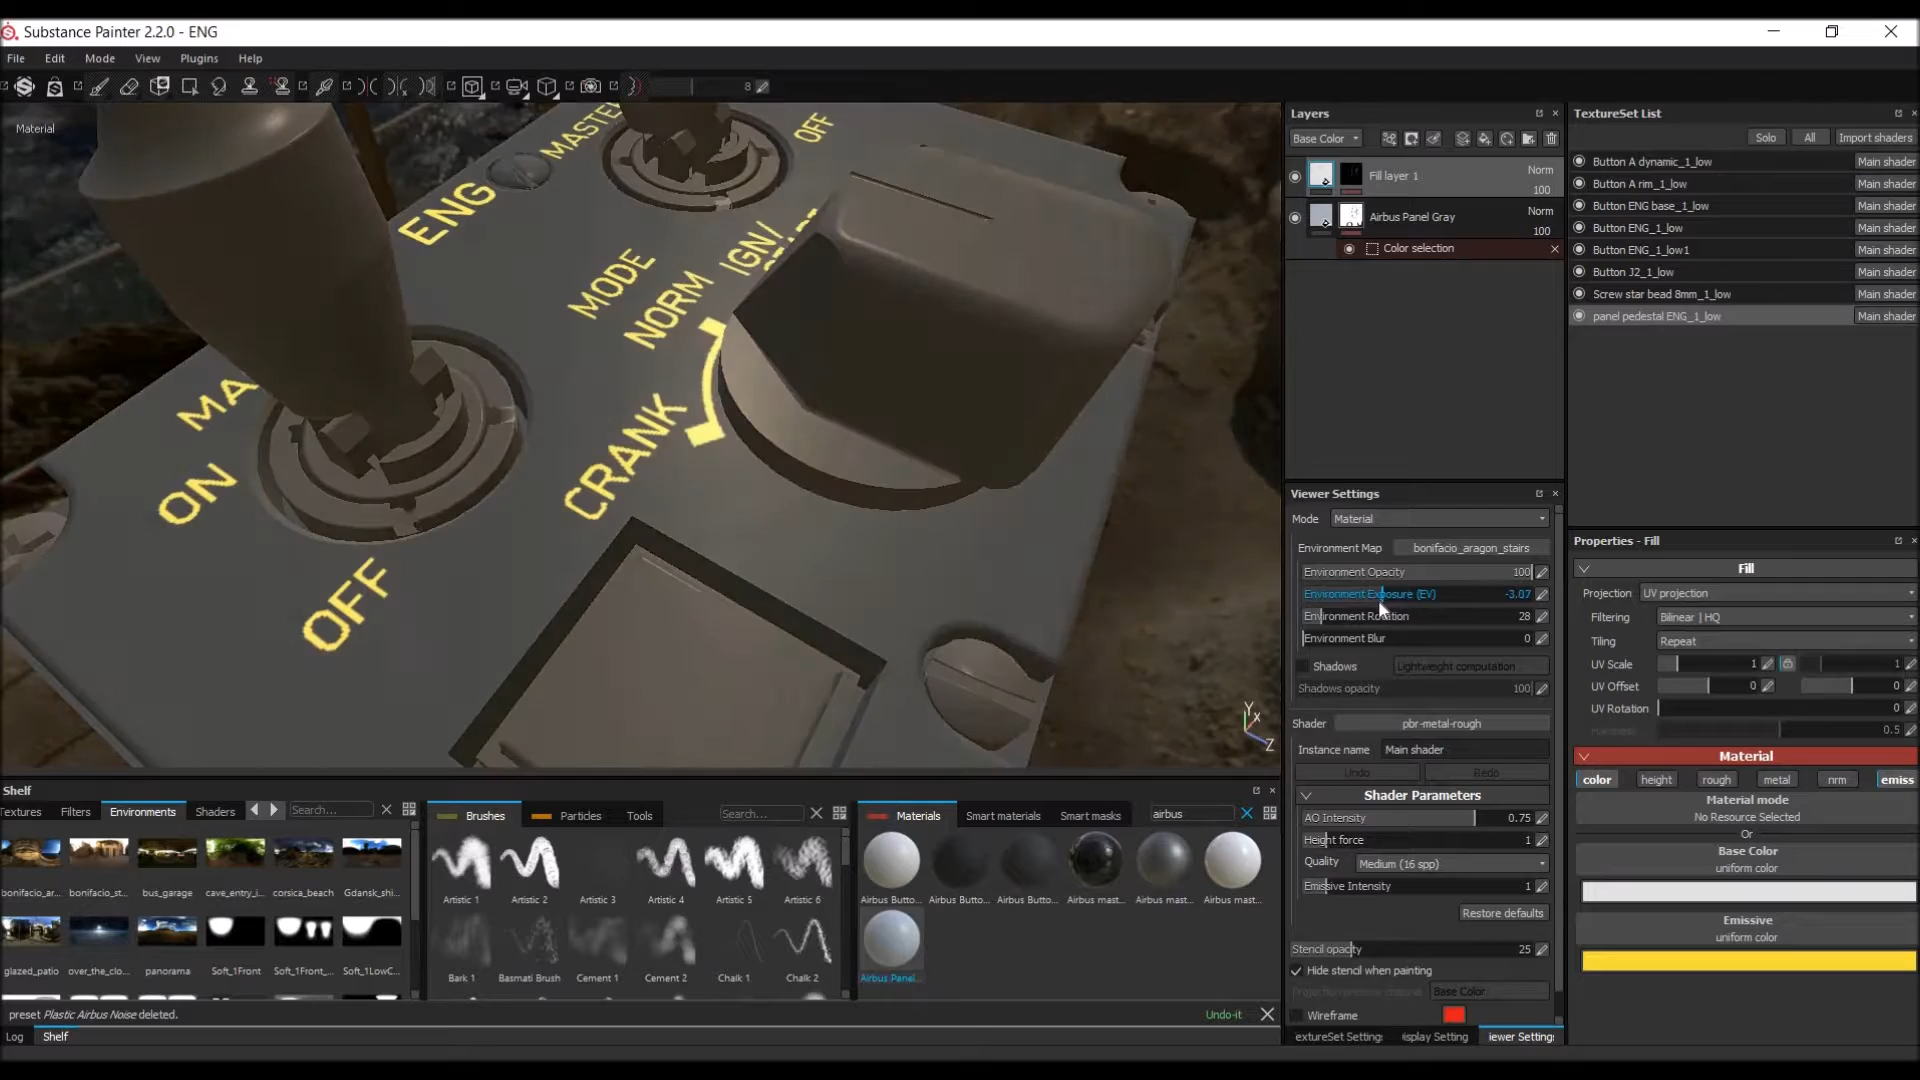 Substance Painter 2.2.0 - ENG
File Edit Mode View Plugins Help
8
Material
MASTER
OFF
ENG
IGN/
MODE
NORM
CRANK
ON
OFF
Y
X
Z
Layers
Base Color
Fill layer 1
Norm
100
Airbus Panel Gray
Norm
100
Color selection
TextureSet List
Solo All Import shaders
Button A dynamic_1_low Main shader
Button A rim_1_low Main shader
Button ENG base_1_low Main shader
Button ENG_1_low Main shader
Button ENG_1_low1 Main shader
Button J2_1_low Main shader
Screw star bead 8mm_1_low Main shader
panel pedestal ENG_1_low Main shader
Viewer Settings
Mode Material
Environment Map bonifacio_aragon_stairs
Environment Opacity 100
Environment Exposure (EV) -3.07
Environment Rotation 28
Environment Blur 0
Shadows Lightweight computation
Shadows opacity 100
Shader pbr-metal-rough
Instance name Main shader
Undo Redo
Shader Parameters
AO Intensity 0.75
Height force 1
Quality Medium (16 spp)
Emissive Intensity 1
Restore defaults
Stencil opacity 25
Hide stencil when painting
Base Color
Wireframe
extureSet Setting isplay Setting iewer Settings
Properties - Fill
Fill
Projection UV projection
Filtering Bilinear | HQ
Tiling Repeat
UV Scale 1 1
UV Offset 0 0
UV Rotation 0
0.5
Material
color height rough metal nrm emiss
Material mode
No Resource Selected
Or
Base Color
uniform color
Emissive
uniform color
Shelf
extures Filters Environments Shaders Search...
bonifacio_ar... bonifacio_st... bus_garage cave_entry_i... corsica_beach Gdansk_shi...
glazed_patio over_the_clo... panorama Soft_1Front Soft_1Front_... Soft_1LowC...
Brushes Particles Tools Search...
Artistic 1 Artistic 2 Artistic 3 Artistic 4 Artistic 5 Artistic 6
Bark 1 Basmati Brush Cement 1 Cement 2 Chalk 1 Chalk 2
Materials Smart materials Smart masks airbus
Airbus Butto... Airbus Butto... Airbus Butto... Airbus mast... Airbus mast... Airbus mast...
Airbus Panel...
preset Plastic Airbus Noise deleted.
Undo-it
Log Shelf